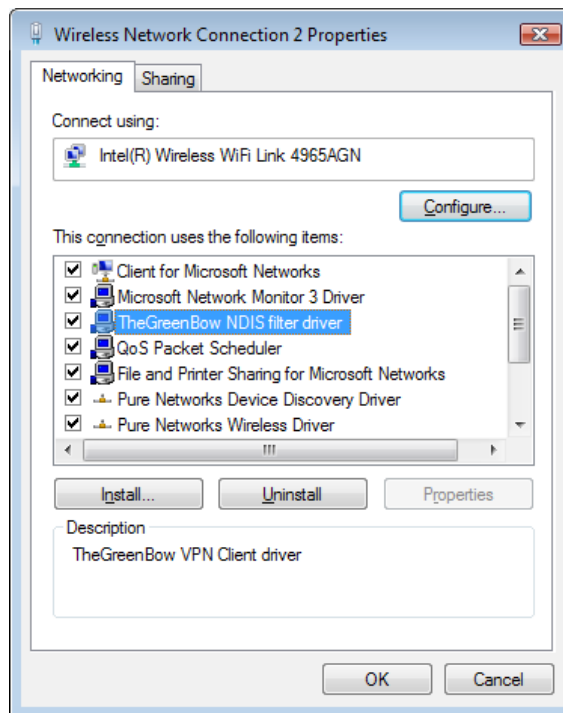 Wireless Network Connection 2 Properties
Networking
Sharing
Connect using:
Intel(R) Wireless WiFi Link 4965AGN
Configure...
This connection uses the following items:
Client for Microsoft Networks
Microsoft Network Monitor 3 Driver
TheGreenBow NDIS filter driver
QoS Packet Scheduler
File and Printer Sharing for Microsoft Networks
Pure Networks Device Discovery Driver
Pure Networks Wireless Driver
Install...
Uninstall
Properties
Description
TheGreenBow VPN Client driver
OK
Cancel